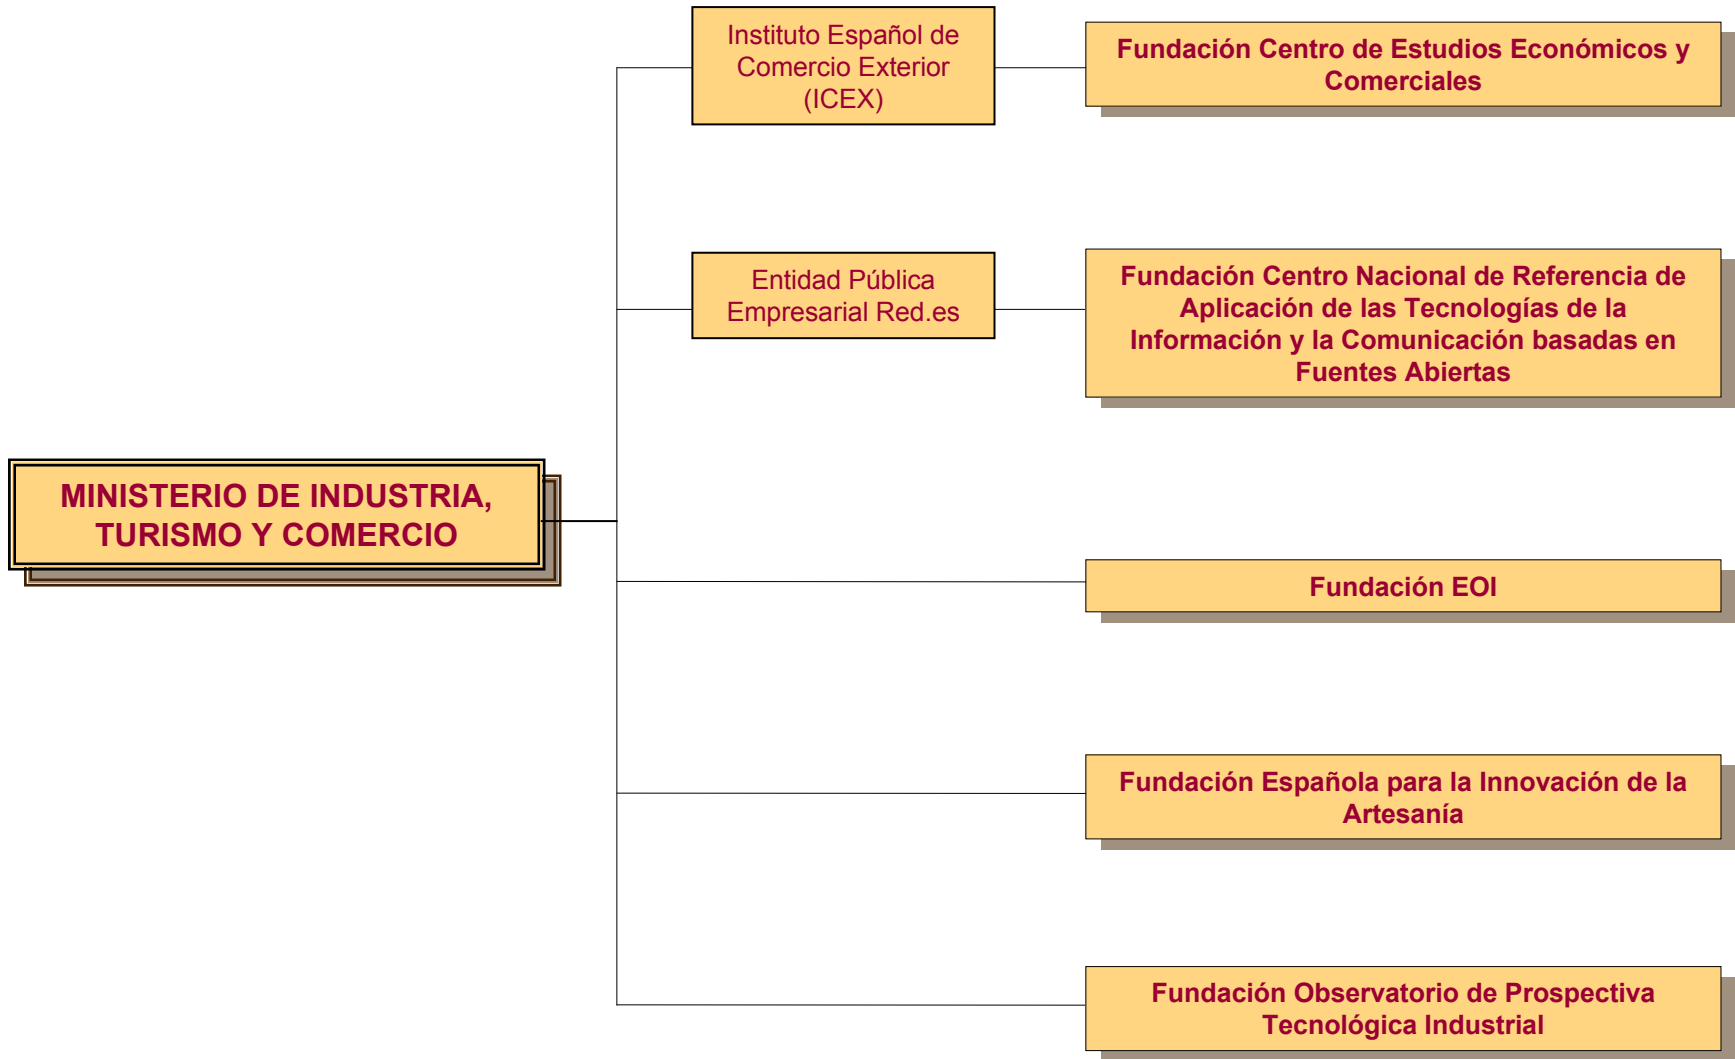 Instituto Español de
Comercio Exterior
(ICEX)
Fundación Centro de Estudios Económicos y
Comerciales
Entidad Pública
Empresarial Red.es
Fundación Centro Nacional de Referencia de
Aplicación de las Tecnologías de la
Información y la Comunicación basadas en
Fuentes Abiertas
MINISTERIO DE INDUSTRIA,
TURISMO Y COMERCIO
Fundación EOI
Fundación Española para la Innovación de la
Artesanía
Fundación Observatorio de Prospectiva
Tecnológica Industrial